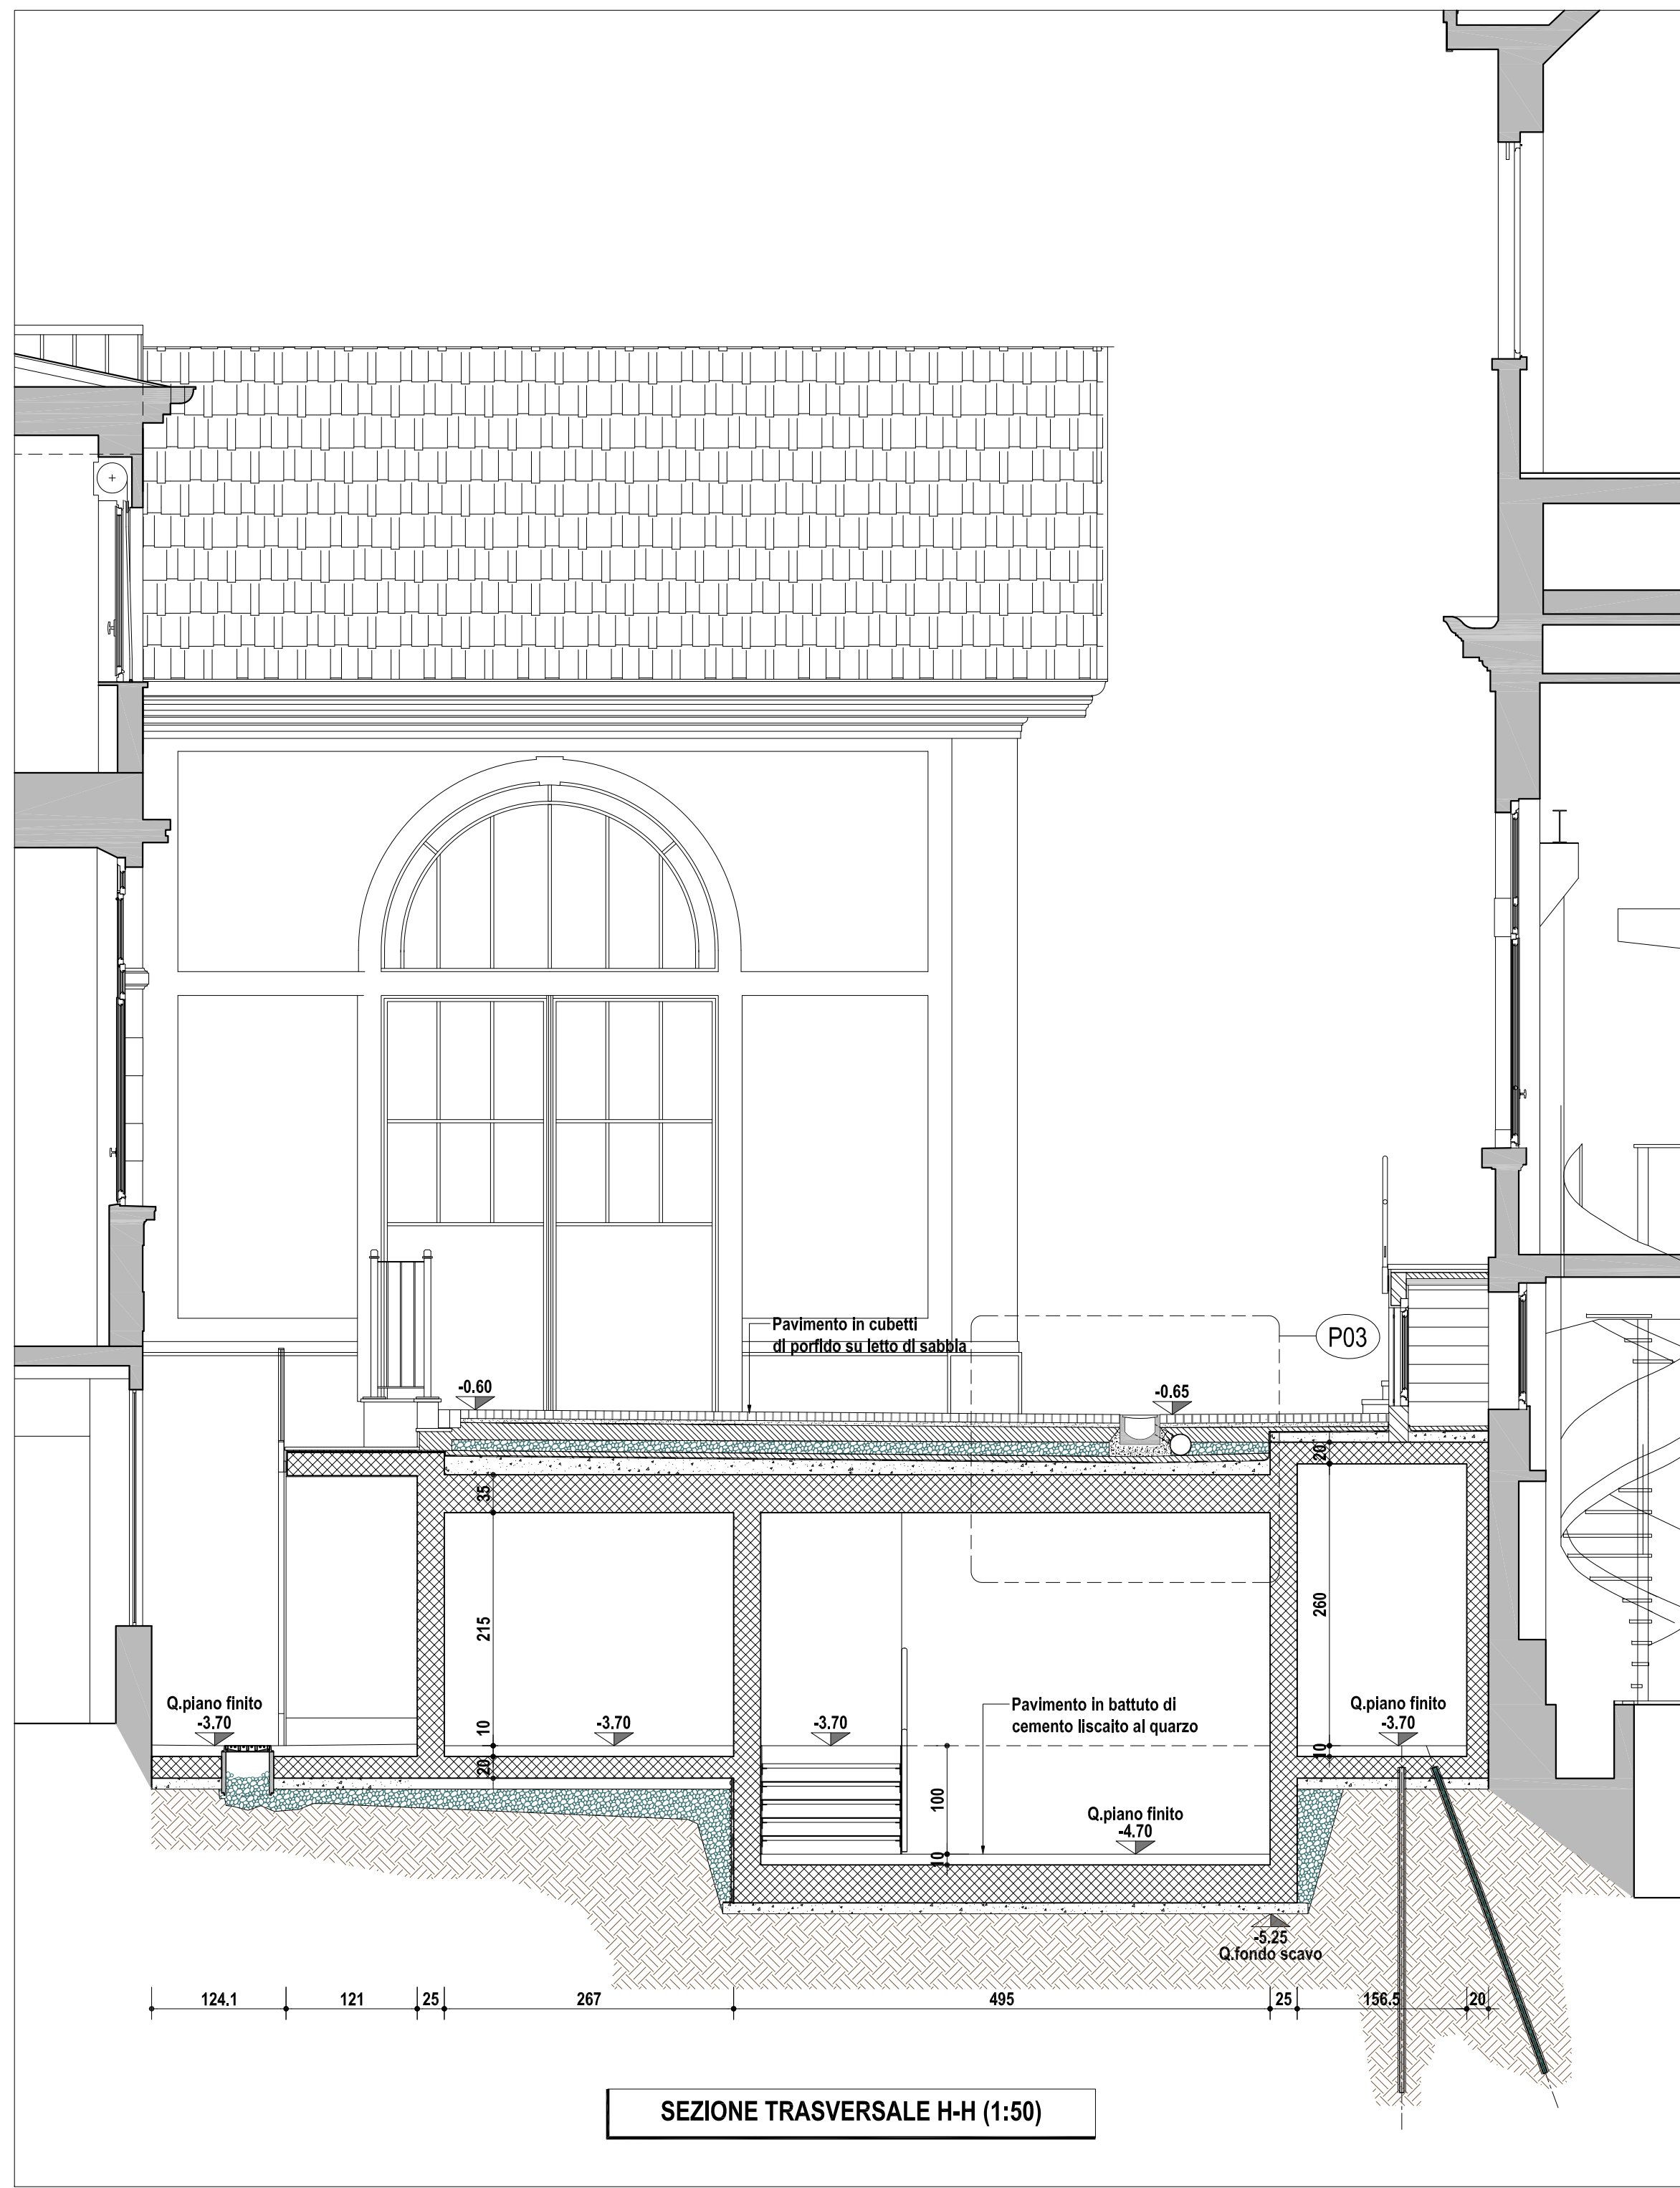 Pavimento in cubetti
di porfido su letto di sabbia
P03
-0.60
-0.65
20
35
215
260
Q.piano finito
-3.70
10
-3.70
-3.70
Pavimento in battuto di
cemento liscaito al quarzo
Q.piano finito
-3.70
20
10
100
Q.piano finito
-4.70
10
-5.25
Q.fondo scavo
124.1
121
25
267
495
25
156.5
20
SEZIONE TRASVERSALE H-H (1:50)